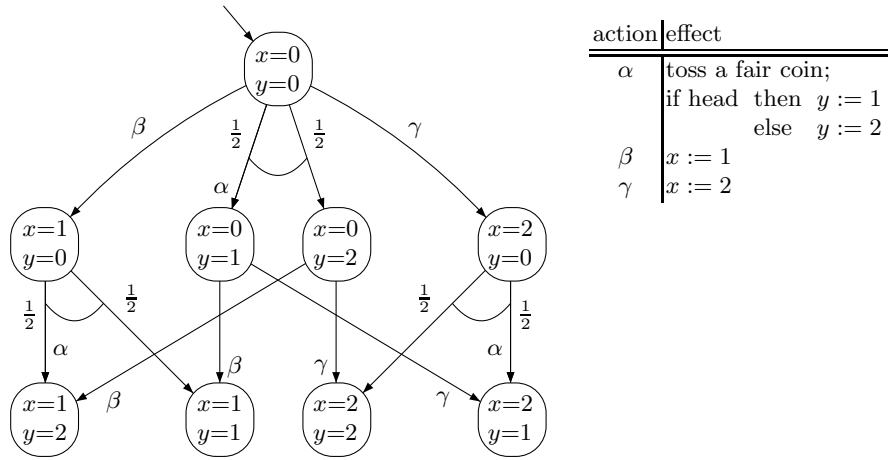 x=0
y=0
β
1/2
1/2
γ
α
x=1
y=0
x=0
y=1
x=0
y=2
x=2
y=0
1/2
1/2
1/2
1/2
α
β
γ
α
β
γ
x=1
y=2
x=1
y=1
x=2
y=2
x=2
y=1
action effect
α toss a fair coin;
if head then y := 1
else y := 2
β x := 1
γ x := 2